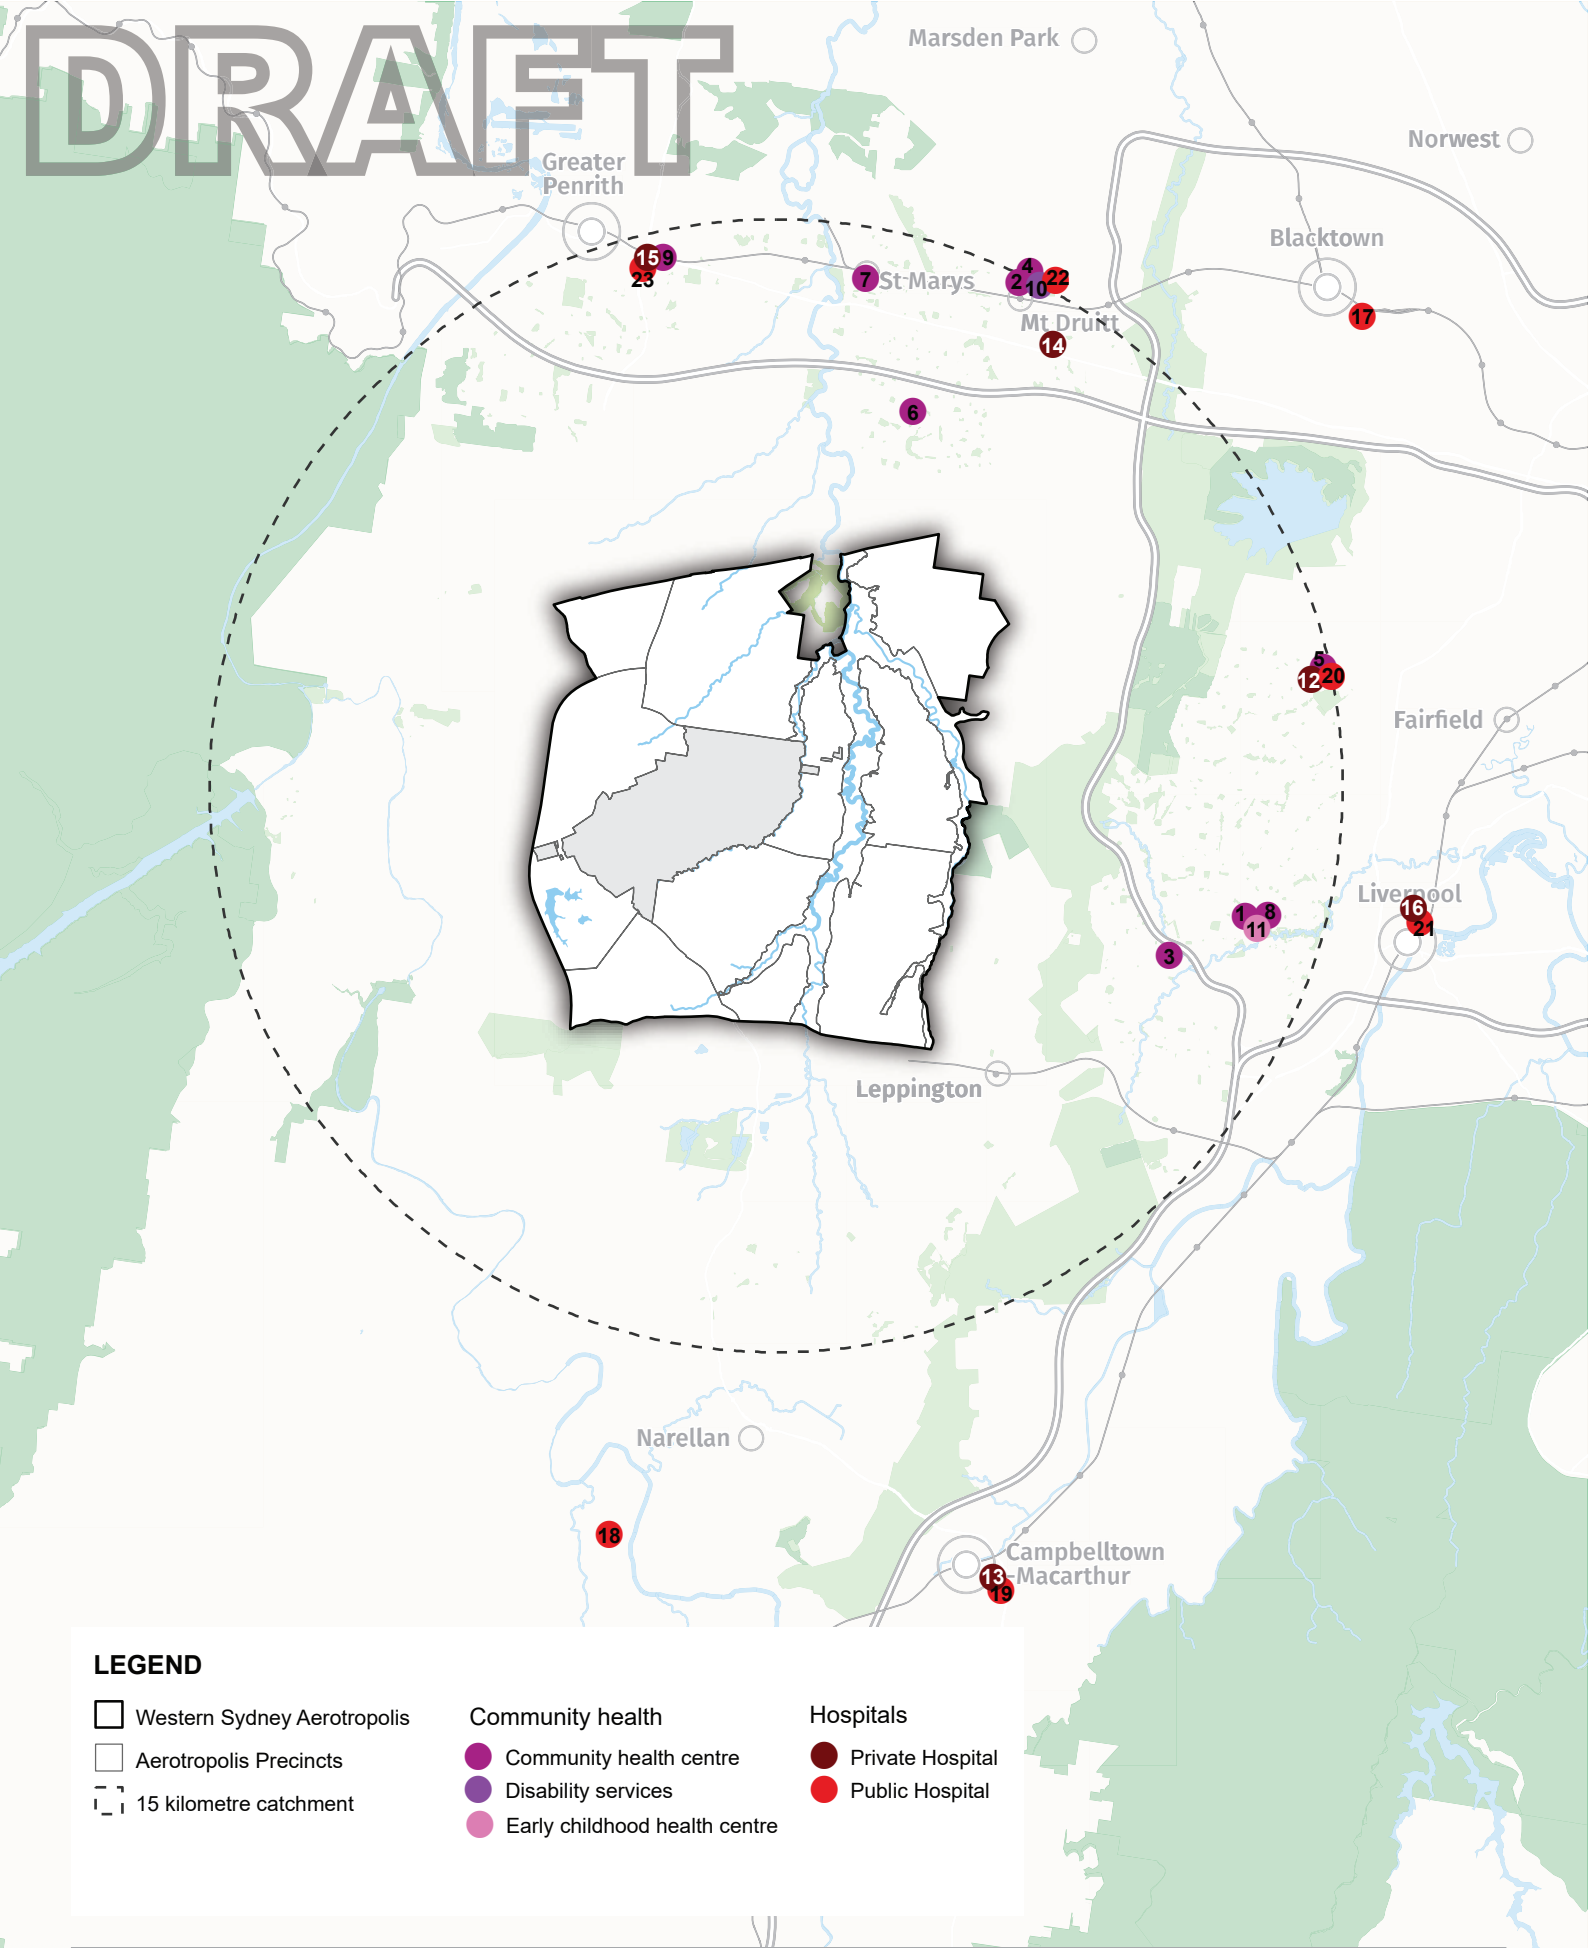 DRAFT
Marsden Park
Norwest
Greater
Penrith
Blacktown
15
9
23
7
St Marys
4
2
10
22
Mt Druitt
17
14
6
5
12
20
Fairfield
Liverpool
16
21
1
8
11
3
Leppington
Narellan
18
Campbelltown
-Macarthur
13
19
LEGEND
Western Sydney Aerotropolis
Aerotropolis Precincts
15 kilometre catchment
Community health
Community health centre
Disability services
Early childhood health centre
Hospitals
Private Hospital
Public Hospital